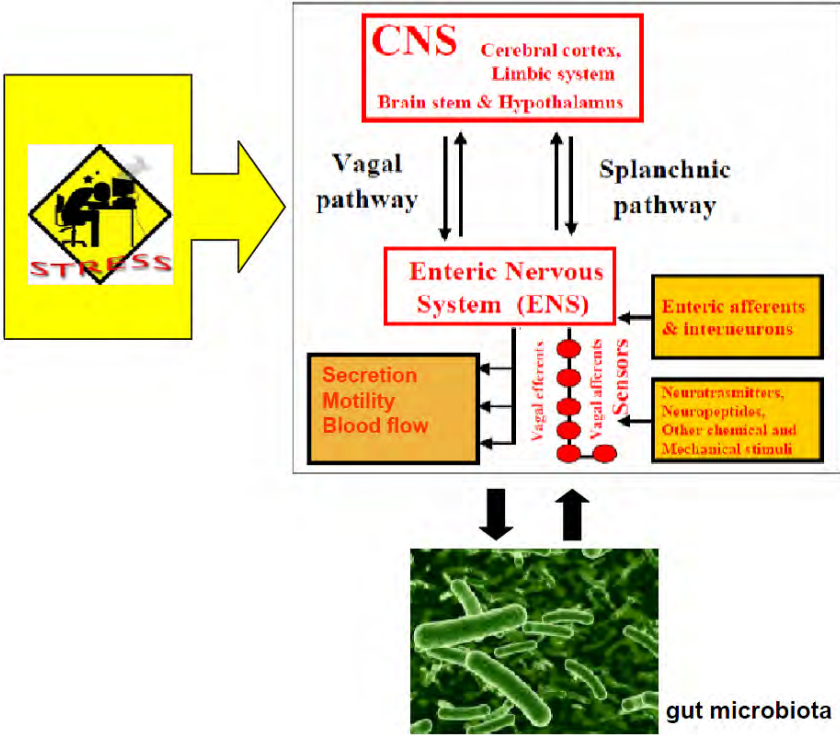 CNS Cerebral cortex,
Limbic system
Brain stem & Hypothalamus
Vagal
pathway
Splanchnic
pathway
STRESS
Enteric Nervous
System (ENS)
Enteric afferents
& interneurons
Secretion
Motility
Blood flow
Vagal efferents
Vagal afferents
Sensors
Neuratrasmitters,
Neuropeptides,
Other chemical and
Mechanical stimuli
gut microbiota